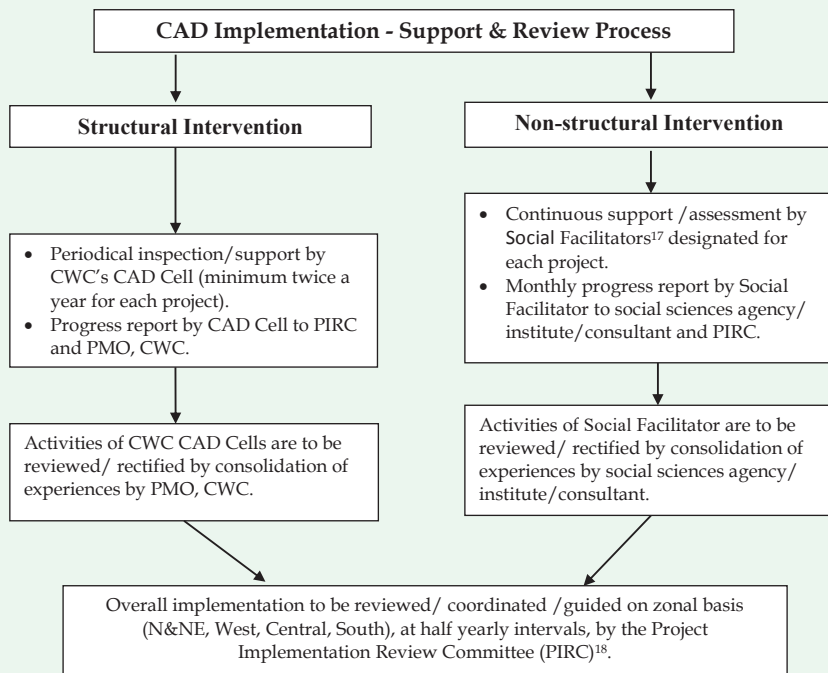 CAD Implementation - Support & Review Process
Structural Intervention
Non-structural Intervention
• Periodical inspection/support by
CWC's CAD Cell (minimum twice a
year for each project).
• Progress report by CAD Cell to PIRC
and PMO, CWC.
• Continuous support /assessment by
Social Facilitators¹⁷ designated for
each project.
• Monthly progress report by Social
Facilitator to social sciences agency/
institute/consultant and PIRC.
Activities of CWC CAD Cells are to be
reviewed/ rectified by consolidation of
experiences by PMO, CWC.
Activities of Social Facilitator are to be
reviewed/ rectified by consolidation of
experiences by social sciences agency/
institute/consultant.
Overall implementation to be reviewed/ coordinated /guided on zonal basis
(N&NE, West, Central, South), at half yearly intervals, by the Project
Implementation Review Committee (PIRC)¹⁸.